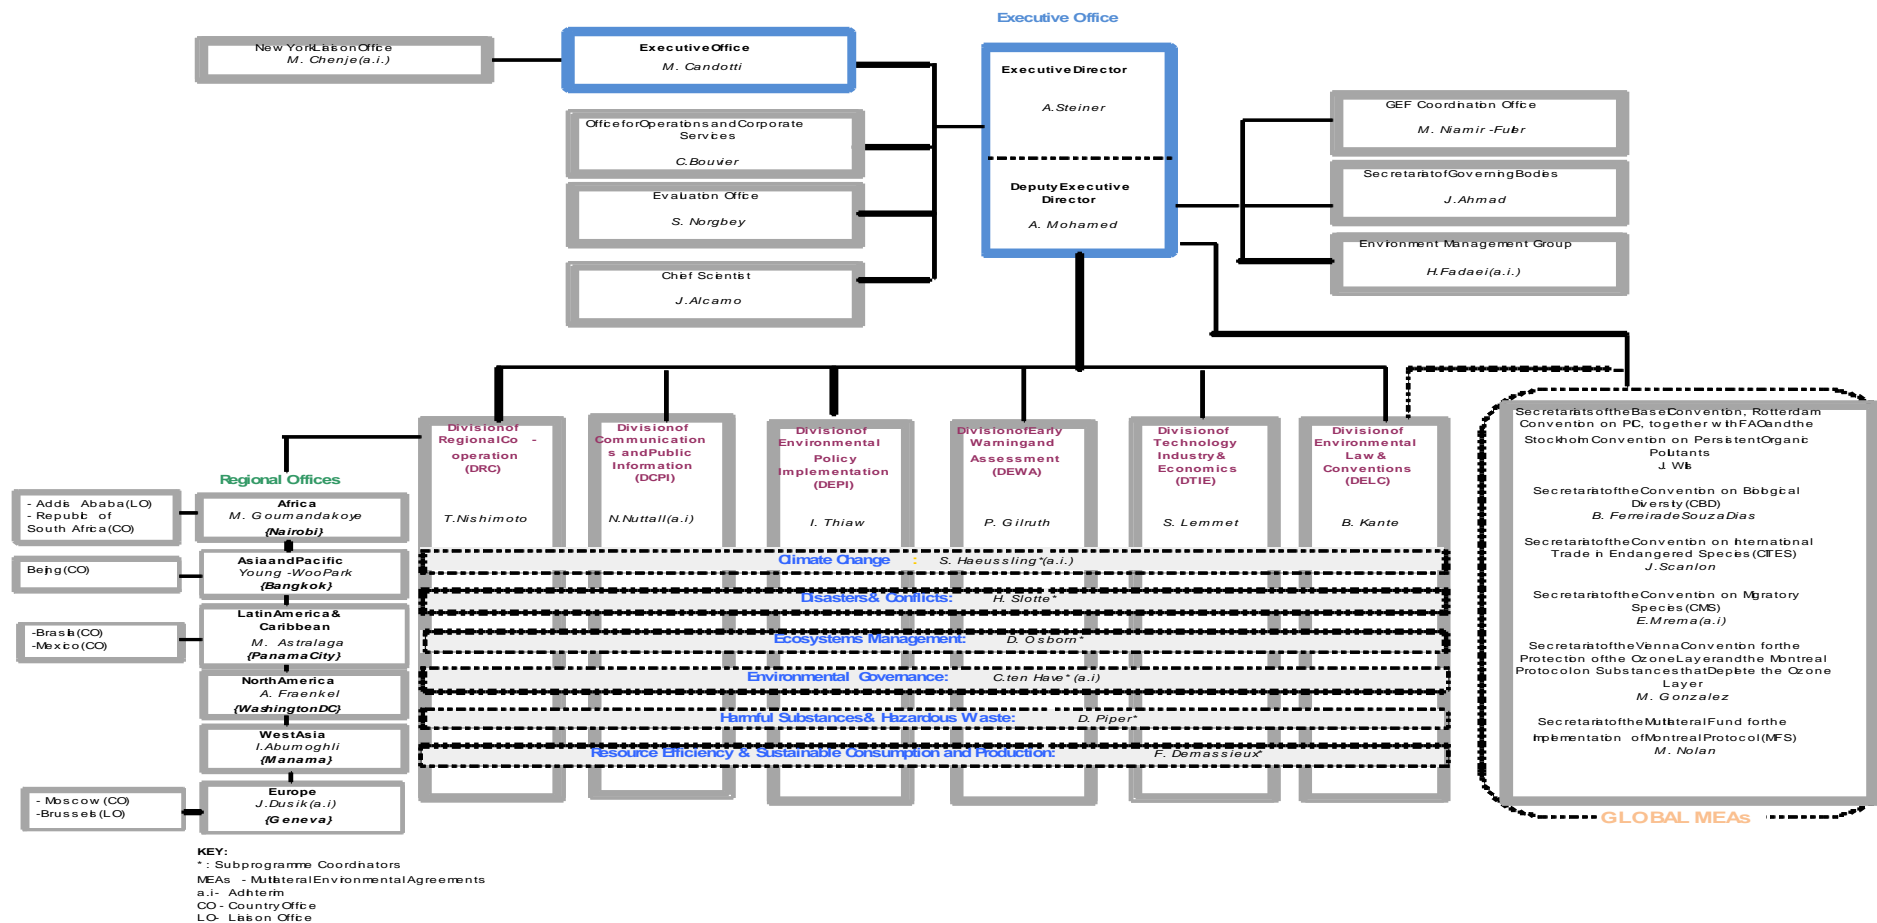 Executive Office
New York Liaison Office
M. Chenje(a.i.)
Executive Office
M. Candotti
Executive Director
A.Steiner
Deputy Executive
Director
A. Mohamed
Office for Operations and Corporate
Services
C.Bouvier
Evaluation Office
S. Norgbey
Chief Scientist
J.Alcamo
GEF Coordination Office
M. Niamir -Fuller
Secretariat of Governing Bodies
J.Ahmad
Environment Management Group
H.Fadaei(a.i.)
Division of
Regional Co -
operation
(DRC)
T.Nishimoto
Division of
Communication
s and Public
Information
(DCPI)
N.Nuttall(a.i)
Division of
Environmental
Policy
Implementation
(DEPI)
I. Thiaw
Division of Early
Warning and
Assessment
(DEWA)
P. Gilruth
Division of
Technology
Industry &
Economics
(DTIE)
S. Lemmet
Division of
Environmental
Law &
Conventions
(DELC)
B. Kante
Regional Offices
- Addis Ababa(LO)
- Republic of
South Africa(CO)
Africa
M. Goumandakoye
{Nairobi}
Beijing(CO)
Asia and Pacific
Young -Woo Park
{Bangkok}
-Brasilia(CO)
-Mexico(CO)
Latin America &
Caribbean
M. Astralaga
{Panama City}
North America
A. Fraenkel
{Washington DC}
West Asia
I.Abumoghli
{Manama}
- Moscow (CO)
-Brussels(LO)
Europe
J.Dusik(a.i)
{Geneva}
Climate Change : S. Haeussling*(a.i.)
Disasters & Conflicts: H. Slotte*
Ecosystems Management: D. Osborn*
Environmental Governance: C.ten Have* (a.i)
Harmful Substances & Hazardous Waste: D. Piper*
Resource Efficiency & Sustainable Consumption and Production: F. Demassieux*
Secretariats of the Basel Convention, Rotterdam
Convention on PIC, together with FAO and the
Stockholm Convention on Persistent Organic
Pollutants
J. Willis
Secretariat of the Convention on Biological
Diversity (CBD)
B. Ferreira de Souza Dias
Secretariat of the Convention on International
Trade in Endangered Species (CITES)
J.Scanlon
Secretariat of the Convention on Migratory
Species (CMS)
E.Mrema(a.i)
Secretariat of the Vienna Convention for the
Protection of the Ozone Layer and the Montreal
Protocol on Substances that Deplete the Ozone
Layer
M. Gonzalez
Secretariat of the Multilateral Fund for the
Implementation of Montreal Protocol (MFS)
M. Nolan
GLOBAL MEAs
KEY:
* : Subprogramme Coordinators
MEAs - Multilateral Environmental Agreements
a.i- Ad Interim
CO - Country Office
LO- Liaison Office